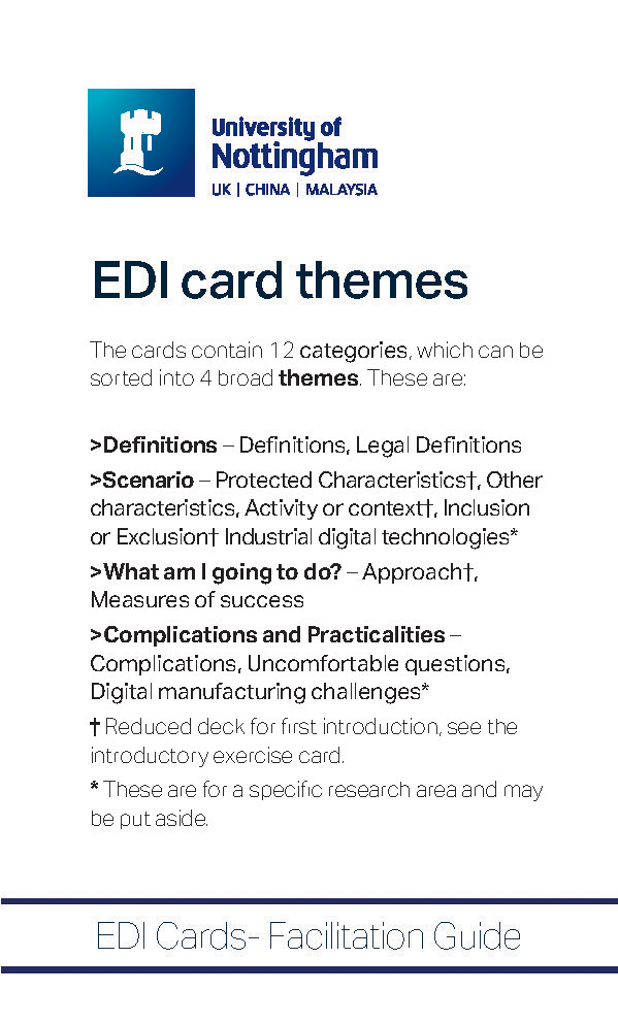 University of
Nottingham
UK | CHINA | MALAYSIA
EDI card themes
The cards contain 12 categories, which can be
sorted into 4 broad themes. These are:
>Definitions – Definitions, Legal Definitions
>Scenario – Protected Characteristics†, Other
characteristics, Activity or context†, Inclusion
or Exclusion† Industrial digital technologies*
>What am I going to do? – Approach†,
Measures of success
>Complications and Practicalities –
Complications, Uncomfortable questions,
Digital manufacturing challenges*
† Reduced deck for first introduction, see the
introductory exercise card.
* These are for a specific research area and may
be put aside.
EDI Cards- Facilitation Guide